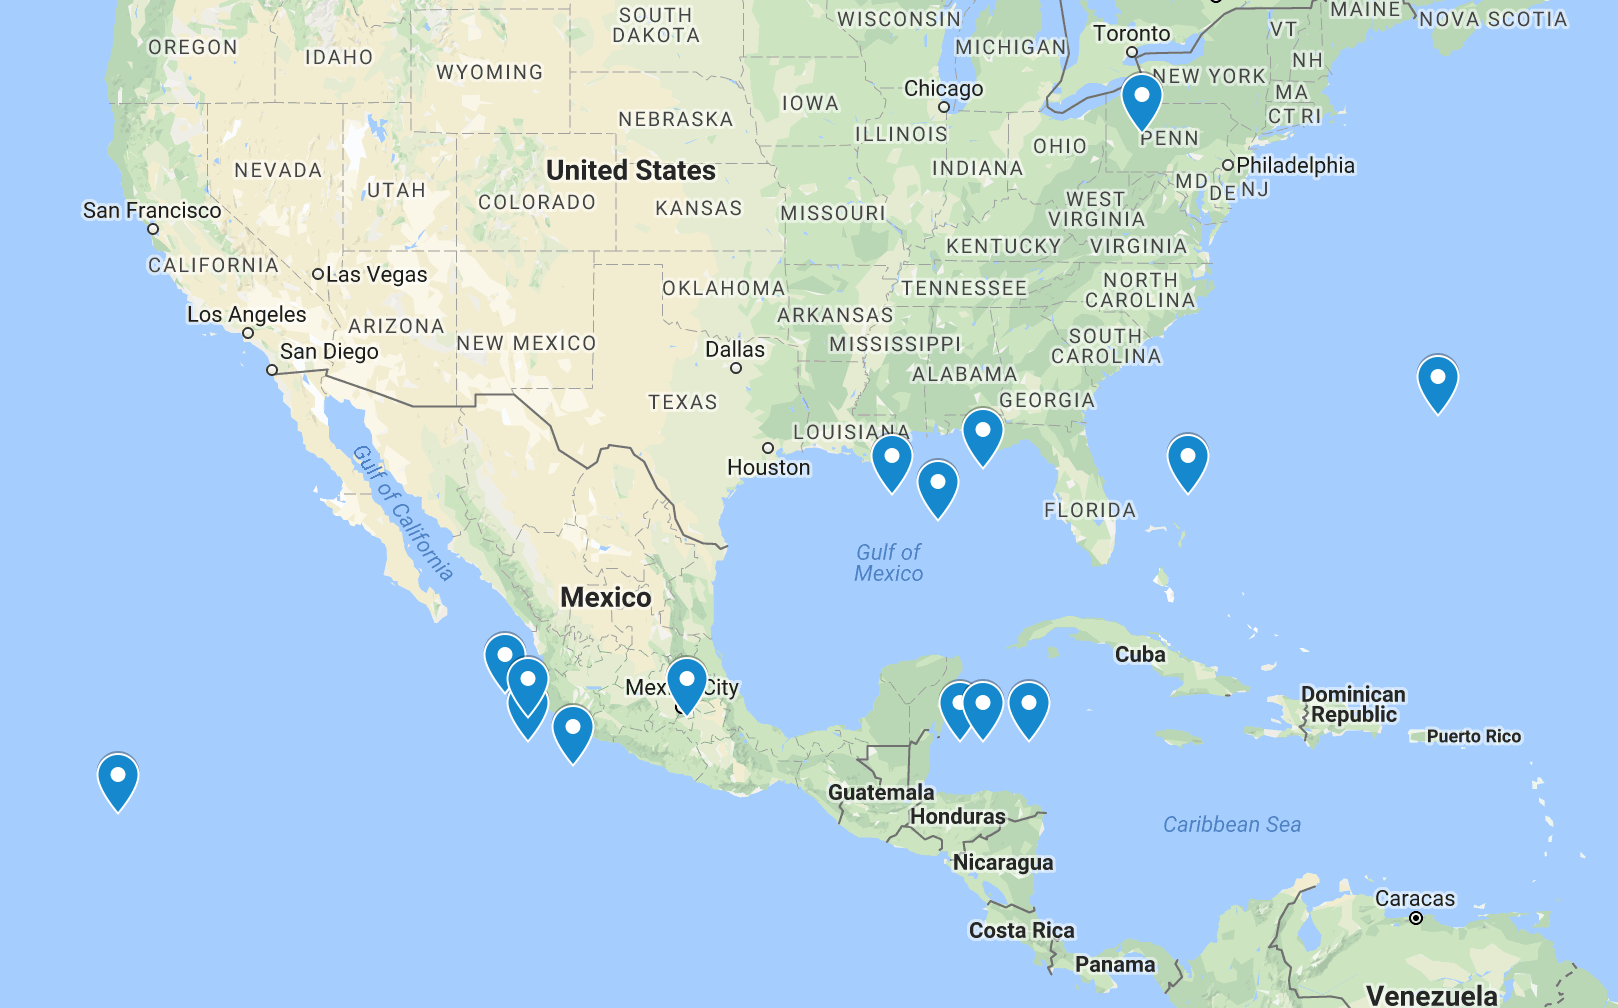 SOUTH
DAKOTA
WISCONSIN
MAINE
NOVA SCOTIA
OREGON
IDAHO
WYOMING
MICHIGAN
Toronto
VT
NH
NEW YORK
Chicago
MA
CT
RI
IOWA
NEBRASKA
ILLINOIS
OHIO
PENN
INDIANA
NEVADA
United States
UTAH
COLORADO
KANSAS
MISSOURI
WEST
VIRGINIA
MD
DE
NJ
Philadelphia
San Francisco
KENTUCKY
VIRGINIA
CALIFORNIA
Las Vegas
OKLAHOMA
TENNESSEE
NORTH
CAROLINA
Los Angeles
ARIZONA
NEW MEXICO
ARKANSAS
MISSISSIPPI
SOUTH
CAROLINA
San Diego
Dallas
ALABAMA
TEXAS
GEORGIA
LOUISIANA
Houston
FLORIDA
Gulf of California
Gulf of
Mexico
Mexico
Cuba
City
Dominican
Republic
Puerto Rico
Guatemala
Honduras
Caribbean Sea
Nicaragua
Caracas
Costa Rica
Panama
Venezuela